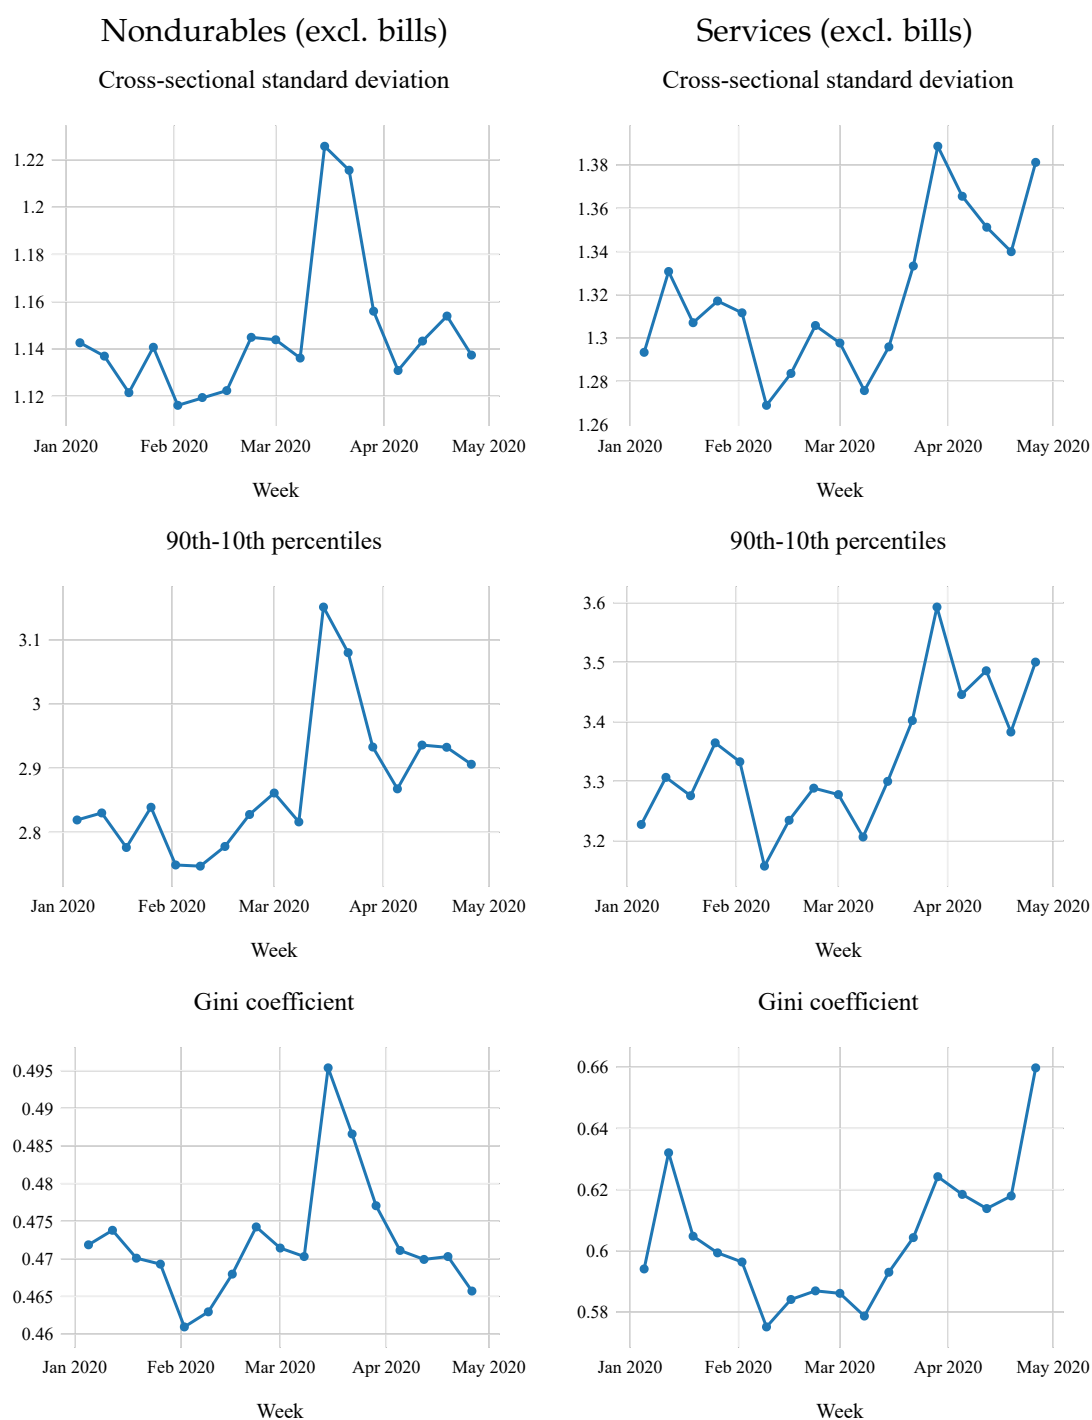 Nondurables (excl. bills)
Services (excl. bills)
Cross-sectional standard deviation
1.22
1.2
1.18
1.16
1.14
1.12
Jan 2020 Feb 2020 Mar 2020 Apr 2020 May 2020
Week
Cross-sectional standard deviation
1.38
1.36
1.34
1.32
1.3
1.28
1.26
Jan 2020 Feb 2020 Mar 2020 Apr 2020 May 2020
Week
90th-10th percentiles
3.1
3
2.9
2.8
Jan 2020 Feb 2020 Mar 2020 Apr 2020 May 2020
Week
90th-10th percentiles
3.6
3.5
3.4
3.3
3.2
Jan 2020 Feb 2020 Mar 2020 Apr 2020 May 2020
Week
Gini coefficient
0.495
0.49
0.485
0.48
0.475
0.47
0.465
0.46
Jan 2020 Feb 2020 Mar 2020 Apr 2020 May 2020
Week
Gini coefficient
0.66
0.64
0.62
0.6
0.58
Jan 2020 Feb 2020 Mar 2020 Apr 2020 May 2020
Week